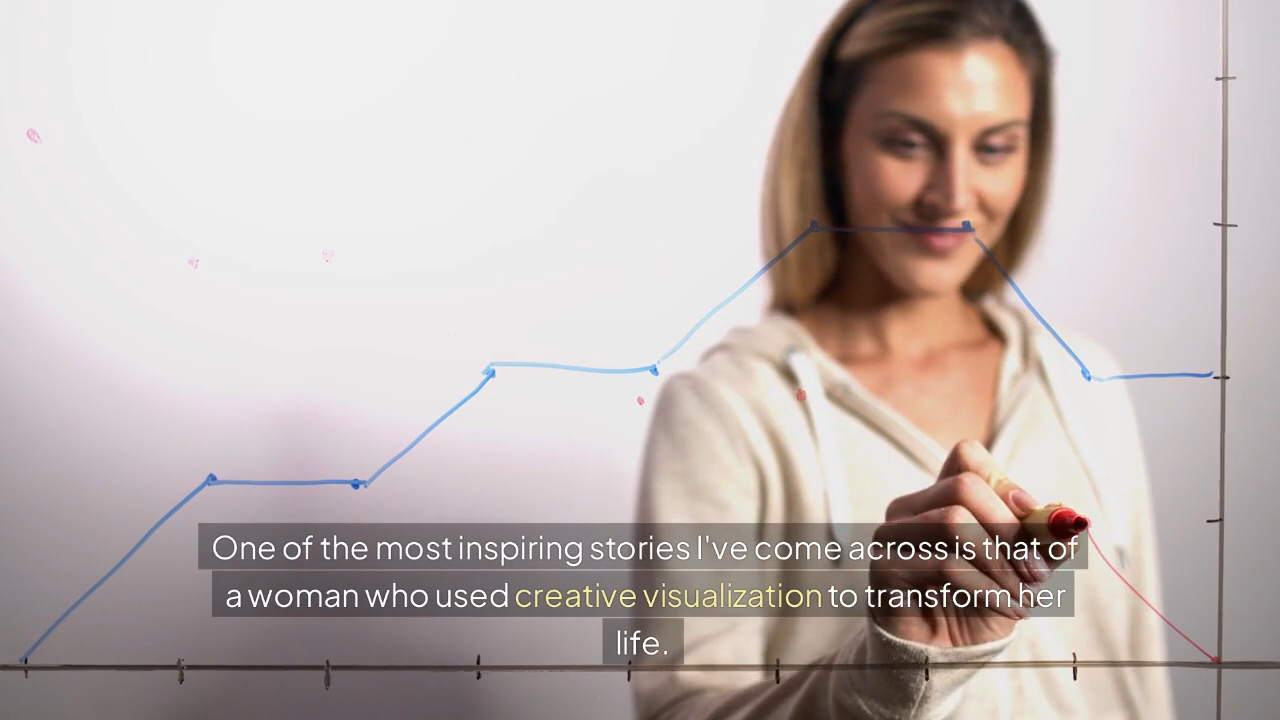 One of the most inspiring stories I've come across is that of
a woman who used creative visualization to transform her
life.